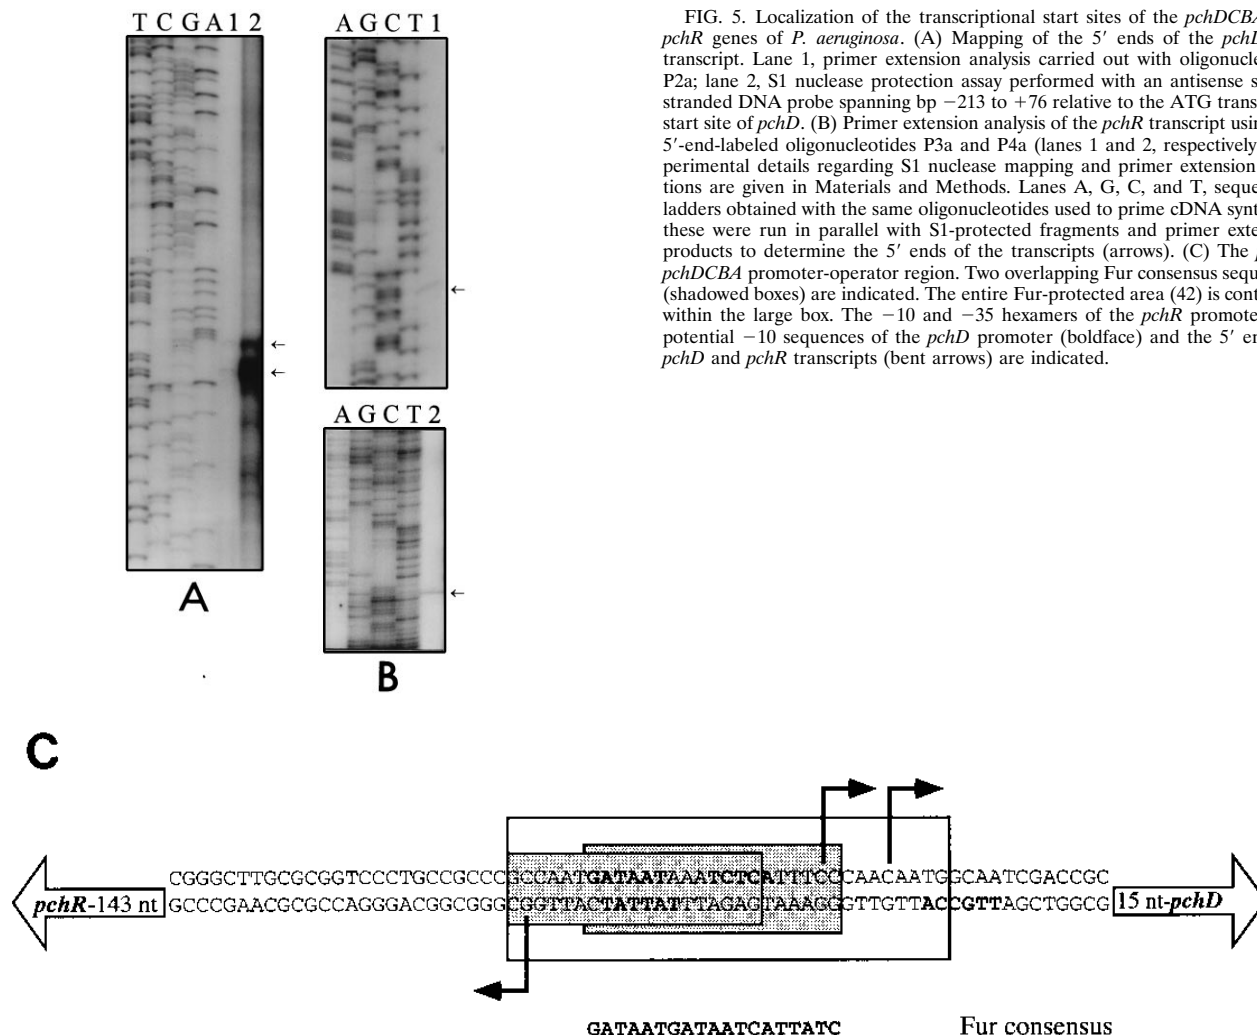 T C G A 1 2
A G C T 1
←
←
←
A G C T 2
←
A
B
FIG. 5. Localization of the transcriptional start sites of the pchDCBA
pchR genes of P. aeruginosa. (A) Mapping of the 5′ ends of the pchD
transcript. Lane 1, primer extension analysis carried out with oligonucle
P2a; lane 2, S1 nuclease protection assay performed with an antisense s
stranded DNA probe spanning bp −213 to +76 relative to the ATG trans
start site of pchD. (B) Primer extension analysis of the pchR transcript usin
5′-end-labeled oligonucleotides P3a and P4a (lanes 1 and 2, respectively
perimental details regarding S1 nuclease mapping and primer extension
tions are given in Materials and Methods. Lanes A, G, C, and T, seque
ladders obtained with the same oligonucleotides used to prime cDNA synt
these were run in parallel with S1-protected fragments and primer exte
products to determine the 5′ ends of the transcripts (arrows). (C) The p
pchDCBA promoter-operator region. Two overlapping Fur consensus sequ
(shadowed boxes) are indicated. The entire Fur-protected area (42) is cont
within the large box. The −10 and −35 hexamers of the pchR promote
potential −10 sequences of the pchD promoter (boldface) and the 5′ en
pchD and pchR transcripts (bent arrows) are indicated.
C
CGGGCTTGCGCGGTCCCTGCCGCCCGCCAATGATAATAAATCTCATTTCCCAACAATGGCAATCGACCGC
pchR-143 nt GCCCGAACGCGCCAGGGACGGCGGGCGGTTACTATTATTTAGAGTAAAGGGTTGTTACCGTTAGCTGGCG 15 nt-pchD
GATAATGATAATCATTATC Fur consensus